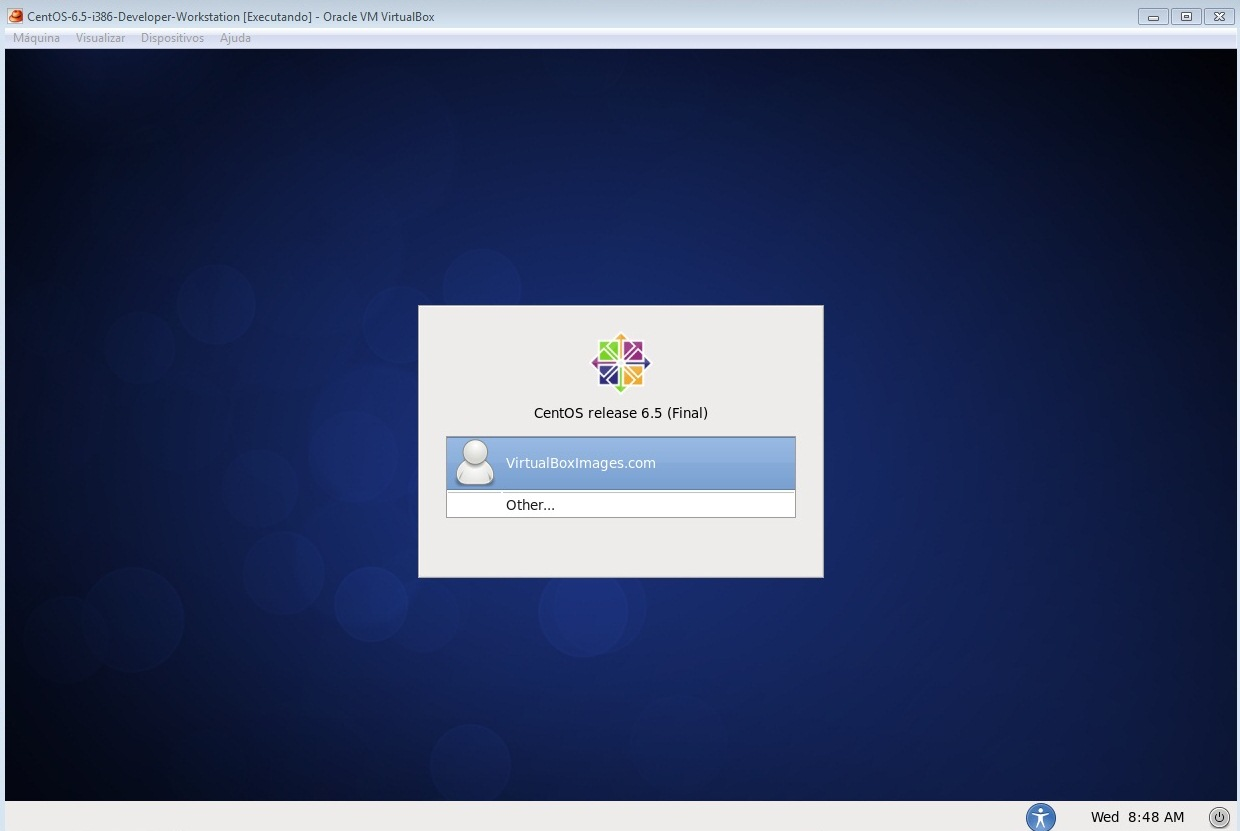 CentOS-6.5-i386-Developer-Workstation [Executando] - Oracle VM VirtualBox
Máquina Visualizar Dispositivos Ajuda
CentOS release 6.5 (Final)
VirtualBoxImages.com
Other...
Wed 8:48 AM